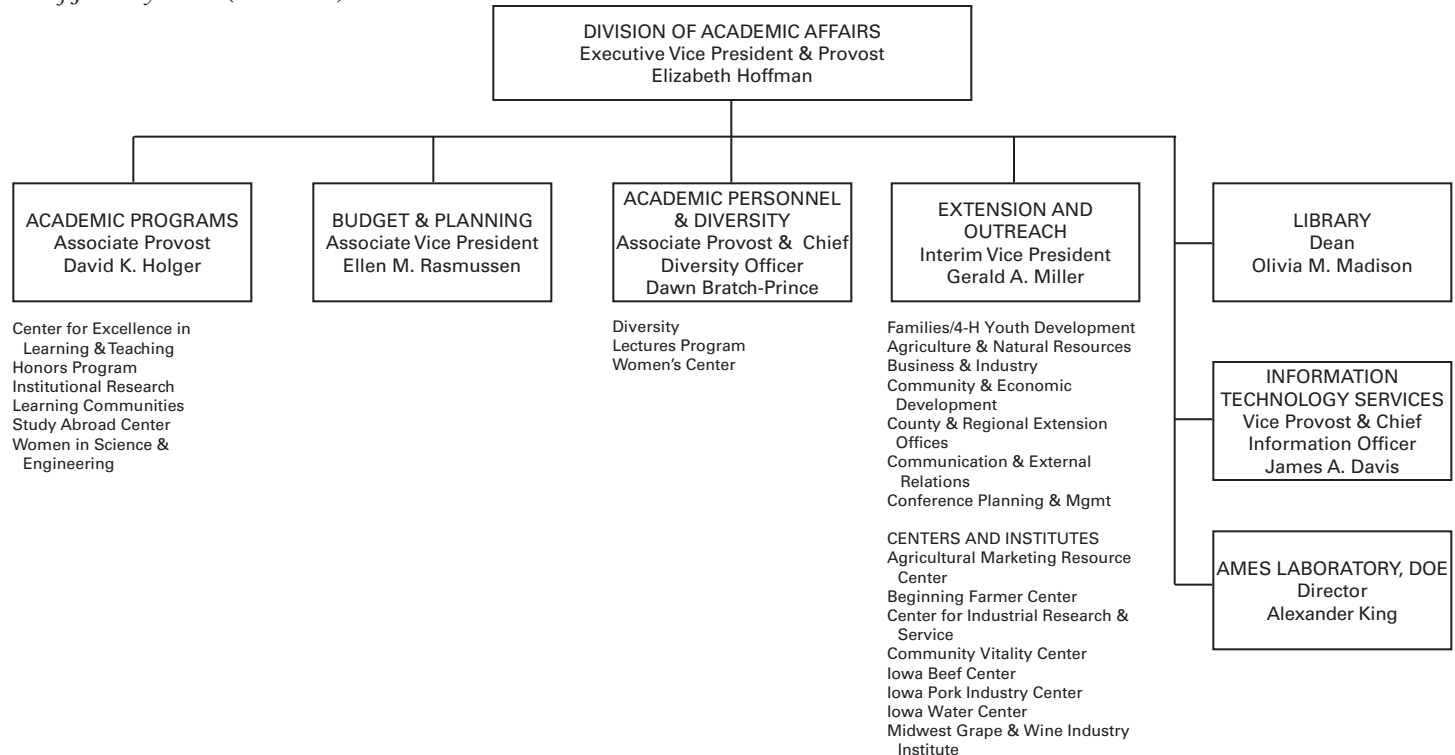 DIVISION OF ACADEMIC AFFAIRS
Executive Vice President & Provost
Elizabeth Hoffman
ACADEMIC PROGRAMS
Associate Provost
David K. Holger
Center for Excellence in
Learning & Teaching
Honors Program
Institutional Research
Learning Communities
Study Abroad Center
Women in Science &
Engineering
BUDGET & PLANNING
Associate Vice President
Ellen M. Rasmussen
ACADEMIC PERSONNEL
& DIVERSITY
Associate Provost & Chief
Diversity Officer
Dawn Bratch-Prince
Diversity
Lectures Program
Women's Center
EXTENSION AND
OUTREACH
Interim Vice President
Gerald A. Miller
Families/4-H Youth Development
Agriculture & Natural Resources
Business & Industry
Community & Economic
Development
County & Regional Extension
Offices
Communication & External
Relations
Conference Planning & Mgmt
CENTERS AND INSTITUTES
Agricultural Marketing Resource
Center
Beginning Farmer Center
Center for Industrial Research &
Service
Community Vitality Center
Iowa Beef Center
Iowa Pork Industry Center
Iowa Water Center
Midwest Grape & Wine Industry
Institute
LIBRARY
Dean
Olivia M. Madison
INFORMATION
TECHNOLOGY SERVICES
Vice Provost & Chief
Information Officer
James A. Davis
AMES LABORATORY, DOE
Director
Alexander King